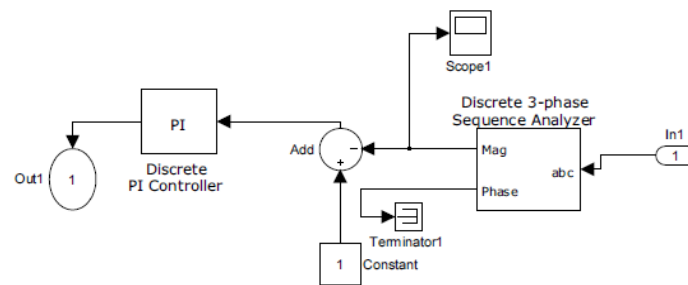 Scope1
Discrete 3-phase
Sequence Analyzer
In1
1
Mag
abc
Phase
Add
−
+
PI
Discrete
PI Controller
Out1
1
Terminator1
1
Constant